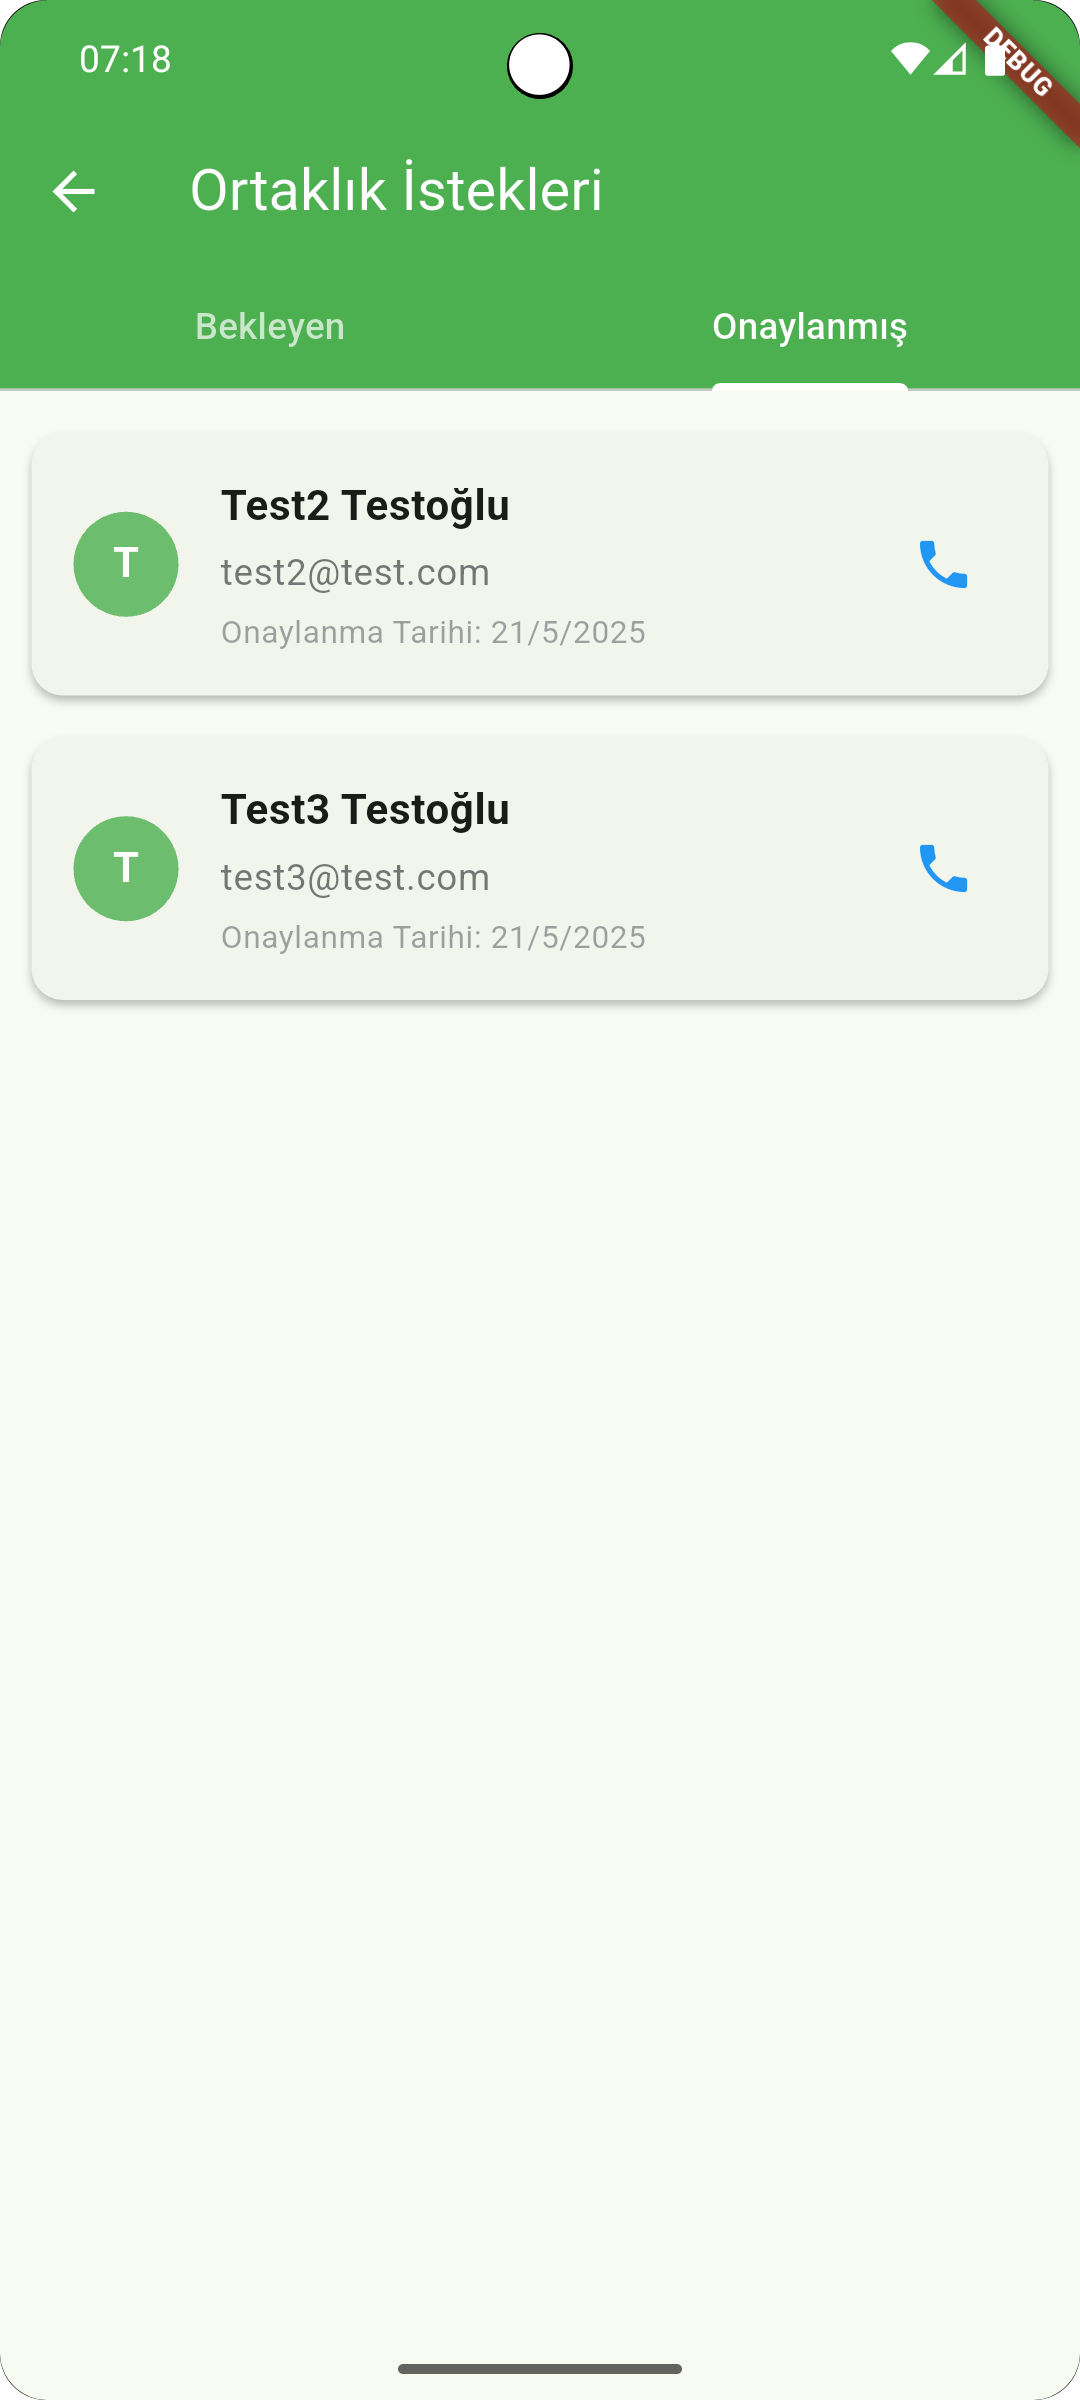 07:18
DEBUG
Ortaklık İstekleri
Bekleyen
Onaylanmış
T
Test2 Testoğlu
test2@test.com
Onaylanma Tarihi: 21/5/2025
T
Test3 Testoğlu
test3@test.com
Onaylanma Tarihi: 21/5/2025